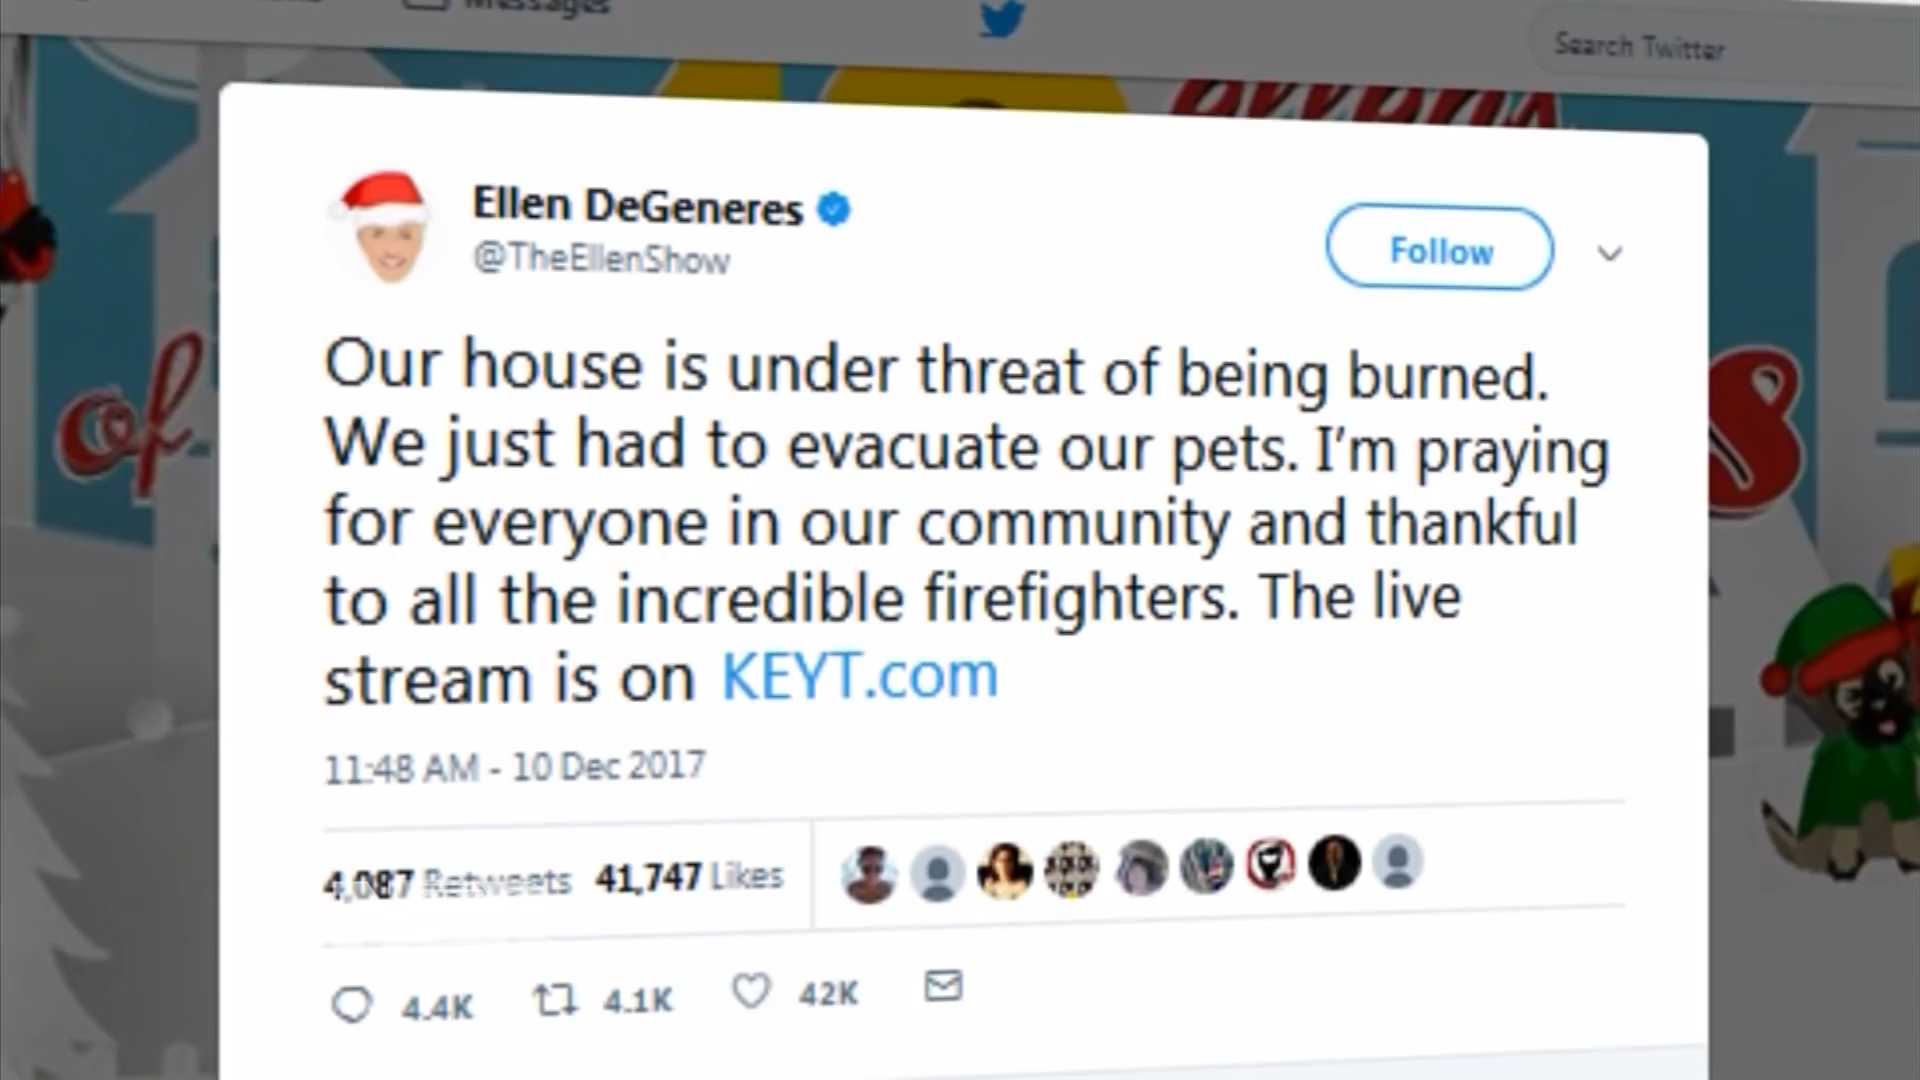 Messages
Search Twitter
of
Ellen DeGeneres
@TheEllenShow
Follow
Our house is under threat of being burned.
We just had to evacuate our pets. I'm praying
for everyone in our community and thankful
to all the incredible firefighters. The live
stream is on KEYT.com
11:48 AM - 10 Dec 2017
4,087 Retweets 41,747 Likes
4.4K 4.1K 42K